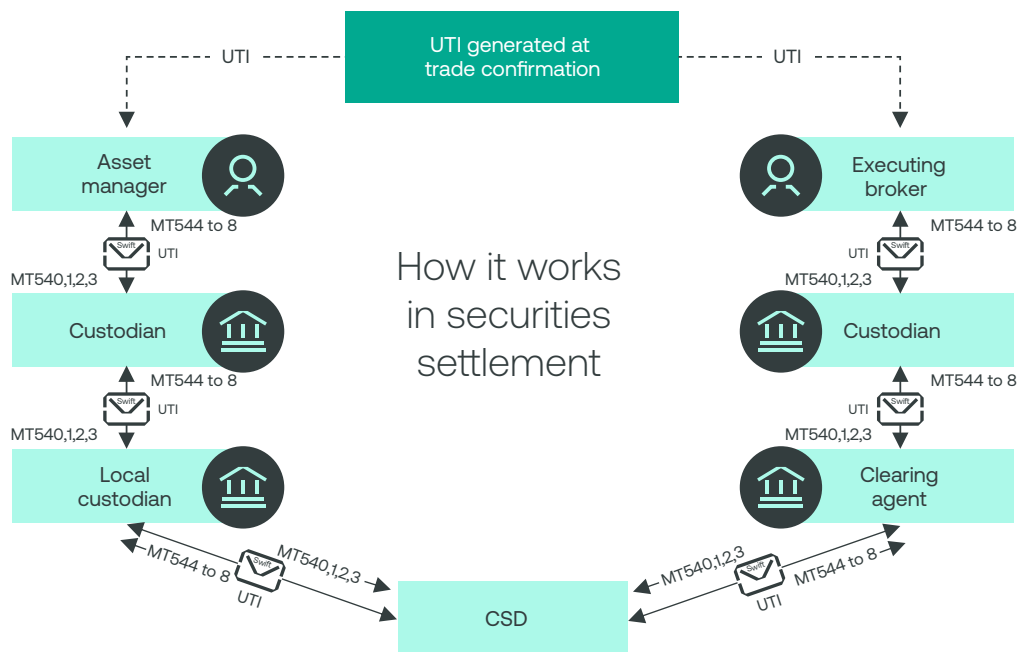 UTI generated at
trade confirmation
UTI
UTI
Asset
manager
Executing
broker
MT544 to 8
Swift
UTI
MT540,1,2,3
MT544 to 8
Swift
UTI
MT540,1,2,3
How it works
in securities
settlement
Custodian
Custodian
MT544 to 8
Swift
UTI
MT540,1,2,3
MT544 to 8
Swift
UTI
MT540,1,2,3
Local
custodian
Clearing
agent
MT544 to 8
Swift
MT540,1,2,3
UTI
MT540,1,2,3
Swift
MT544 to 8
UTI
CSD